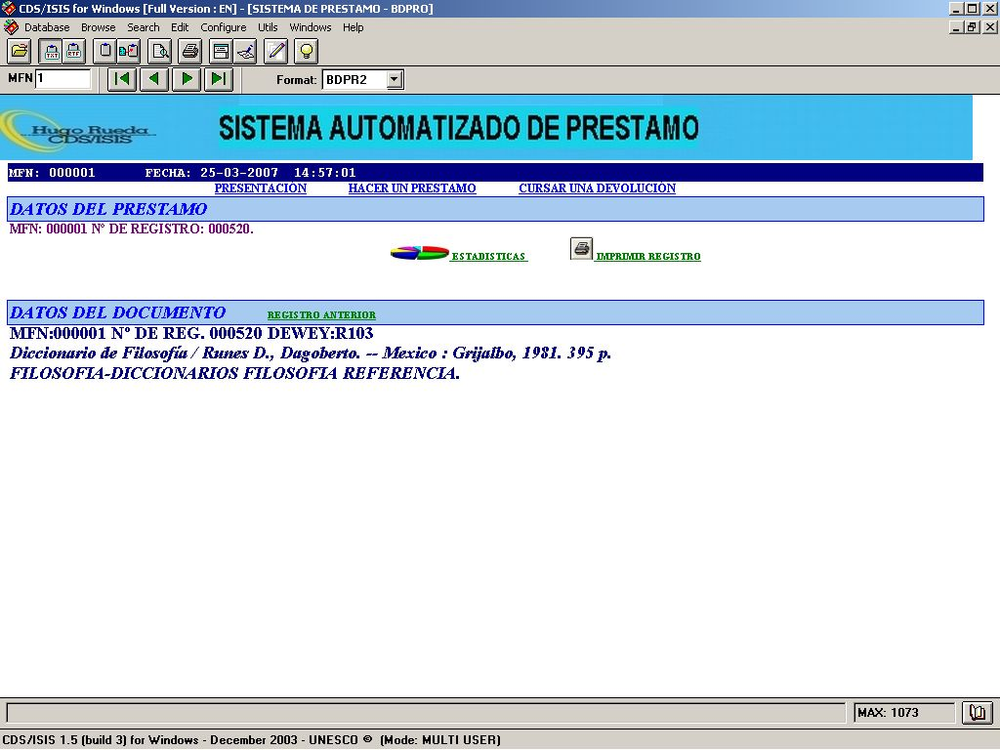 CDS/ISIS for Windows [Full Version : EN] - [SISTEMA DE PRESTAMO - BDPRO]
Database Browse Search Edit Configure Utils Windows Help
TXT RTF
MFN 1 Format: BDPR2
Hugo Rueda
CDS/ISIS
SISTEMA AUTOMATIZADO DE PRESTAMO
MFN: 000001 FECHA: 25-03-2007 14:57:01
PRESENTACIÓN HACER UN PRESTAMO CURSAR UNA DEVOLUCIÓN
DATOS DEL PRESTAMO
MFN: 000001 Nº DE REGISTRO: 000520.
ESTADISTICAS IMPRIMIR REGISTRO
DATOS DEL DOCUMENTO REGISTRO ANTERIOR
MFN:000001 Nº DE REG. 000520 DEWEY:R103
Diccionario de Filosofía / Runes D., Dagoberto. -- Mexico : Grijalbo, 1981. 395 p.
FILOSOFIA-DICCIONARIOS FILOSOFIA REFERENCIA.
MAX: 1073
CDS/ISIS 1.5 (build 3) for Windows - December 2003 - UNESCO © (Mode: MULTI USER)